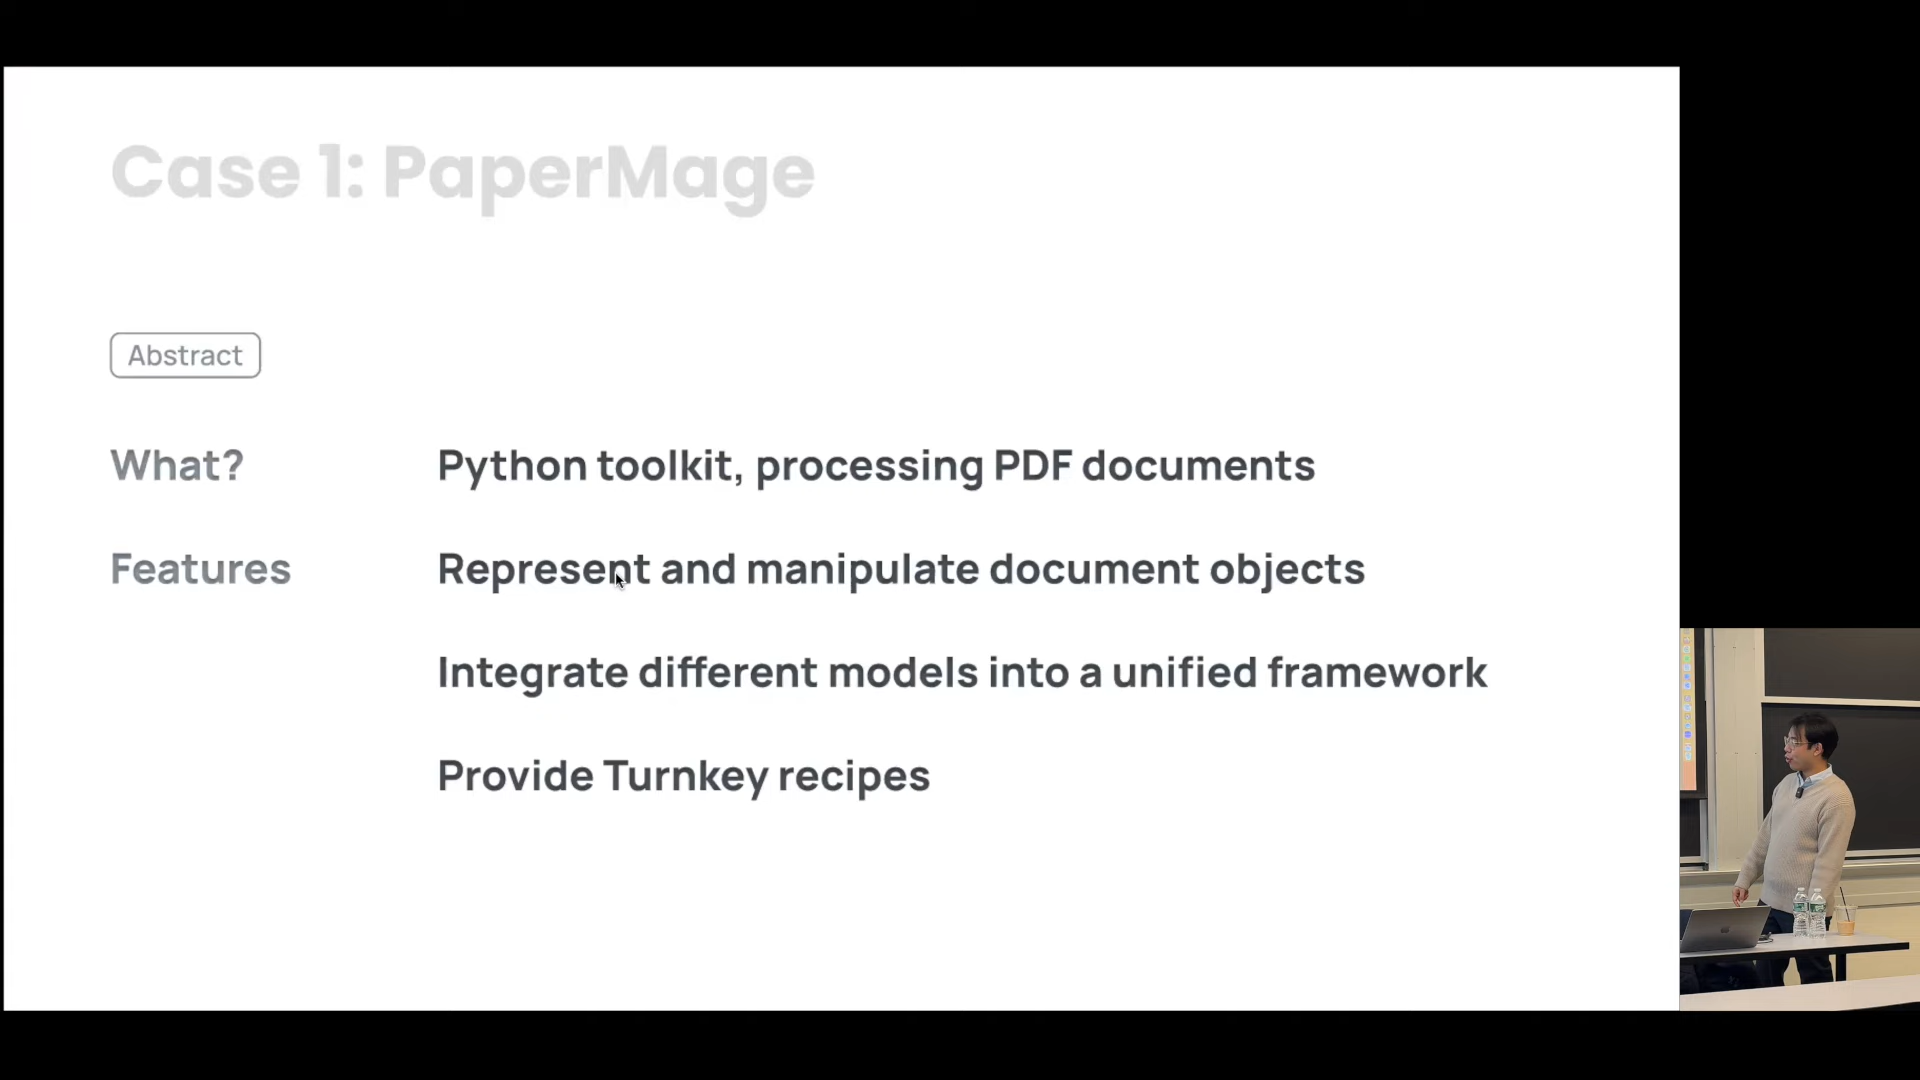 Case 1: PaperMage
Abstract
What? Python toolkit, processing PDF documents
Features Represent and manipulate document objects
Integrate different models into a unified framework
Provide Turnkey recipes